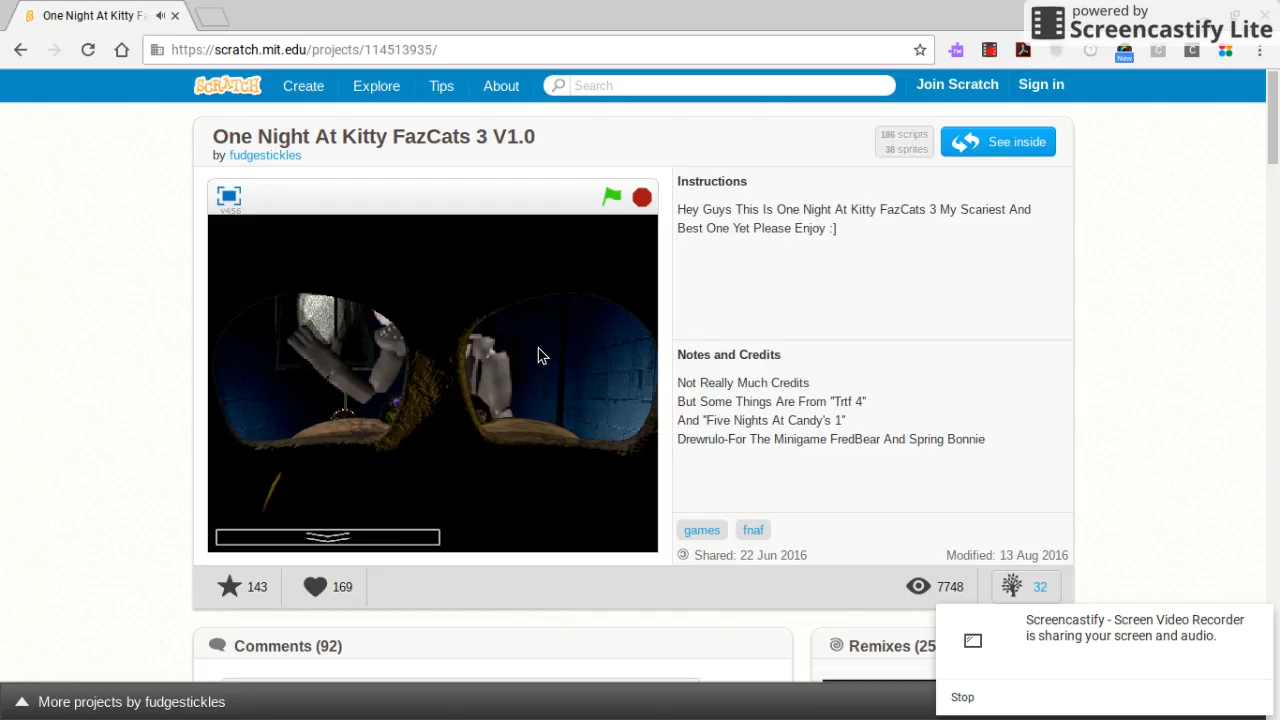 powered by
Screencastify Lite
One Night At Kitty Fa
https://scratch.mit.edu/projects/114513935/
New
SCRATCH
Create
Explore
Tips
About
Search
Join Scratch
Sign in
One Night At Kitty FazCats 3 V1.0
by fudgestickles
186 scripts
38 sprites
See inside
v456
Instructions
Hey Guys This Is One Night At Kitty FazCats 3 My Scariest And
Best One Yet Please Enjoy :]
Notes and Credits
Not Really Much Credits
But Some Things Are From "Trtf 4"
And "Five Nights At Candy's 1"
Drewrulo-For The Minigame FredBear And Spring Bonnie
games
fnaf
Shared: 22 Jun 2016
Modified: 13 Aug 2016
143
169
7748
32
Comments (92)
Remixes (25
Screencastify - Screen Video Recorder
is sharing your screen and audio.
Stop
More projects by fudgestickles